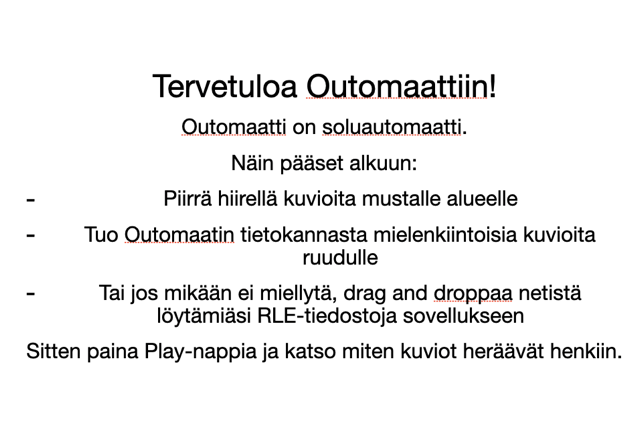 Tervetuloa Outomaattiin!
Outomaatti on soluautomaatti.
Näin pääset alkuun:
- Piirrä hiirellä kuvioita mustalle alueelle
- Tuo Outomaatin tietokannasta mielenkiintoisia kuvioita
ruudulle
- Tai jos mikään ei miellytä, drag and droppaa netistä
löytämiäsi RLE-tiedostoja sovellukseen
Sitten paina Play-nappia ja katso miten kuviot heräävät henkiin.